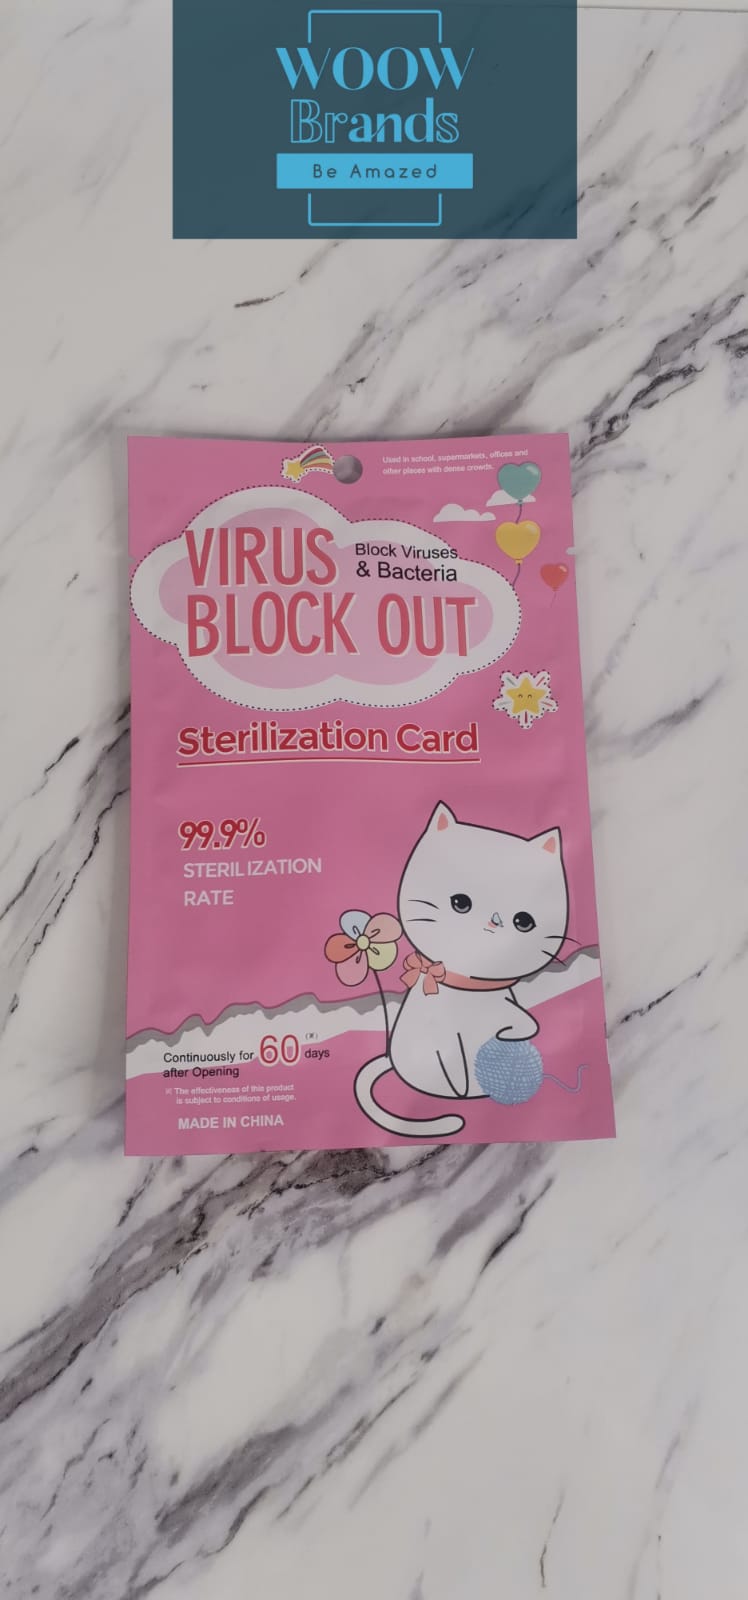 WOOW
Brands
Be Amazed
Used in school, supermarkets, offices and
other places with dense crowds.
VIRUS
BLOCK OUT
Block Viruses
& Bacteria
Sterilization Card
99.9%
STERILIZATION
RATE
Continuously for 60 (※) days
after Opening
※ The effectiveness of this product
is subject to conditions of usage.
MADE IN CHINA